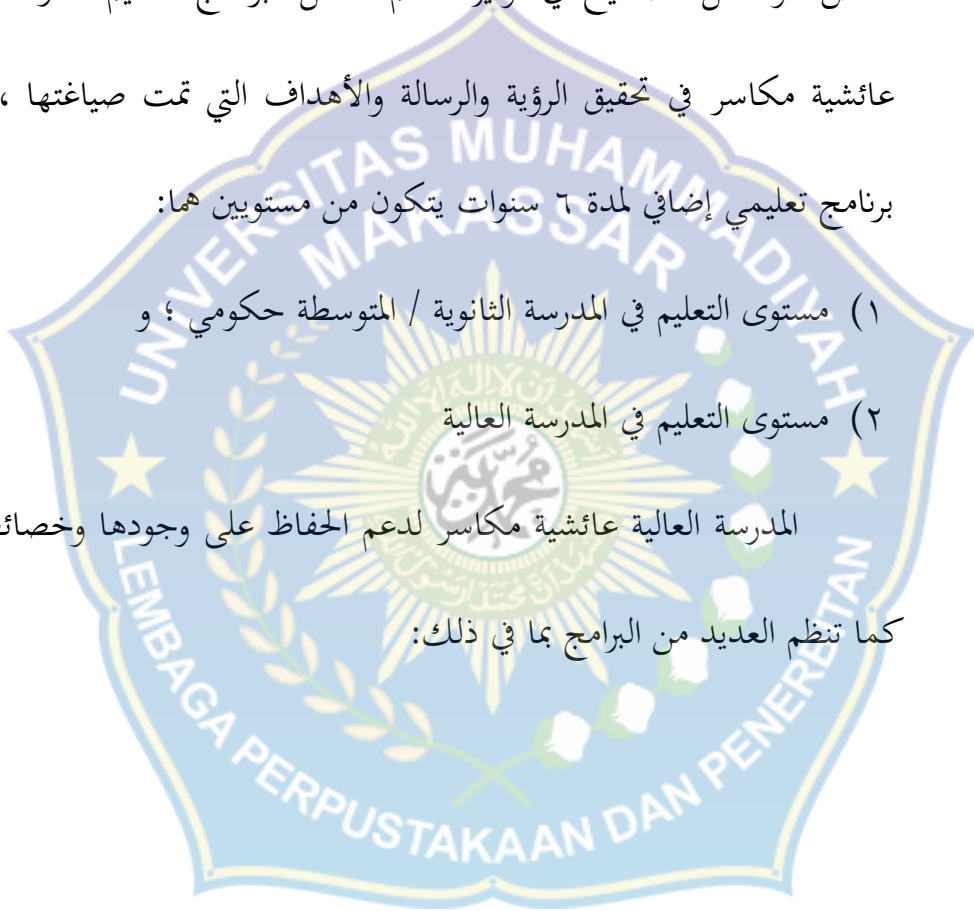 عائشية مكاسر في تحقيق الرؤية والرسالة والأهداف التي تمت صياغتها ،
برنامج تعليمي إضافي لمدة ٦ سنوات يتكون من مستويين هما:
١) مستوى التعليم في المدرسة الثانوية / المتوسطة حكومي ؛ و
٢) مستوى التعليم في المدرسة العالية
المدرسة العالية عائشية مكاسر لدعم الحفاظ على وجودها
كما تنظم العديد من البرامج بما في ذلك:
UNIVERSITAS MUHAMMADIYAH
MAKASSAR
LEMBAGA PERPUSTAKAAN DAN PENERBITAN